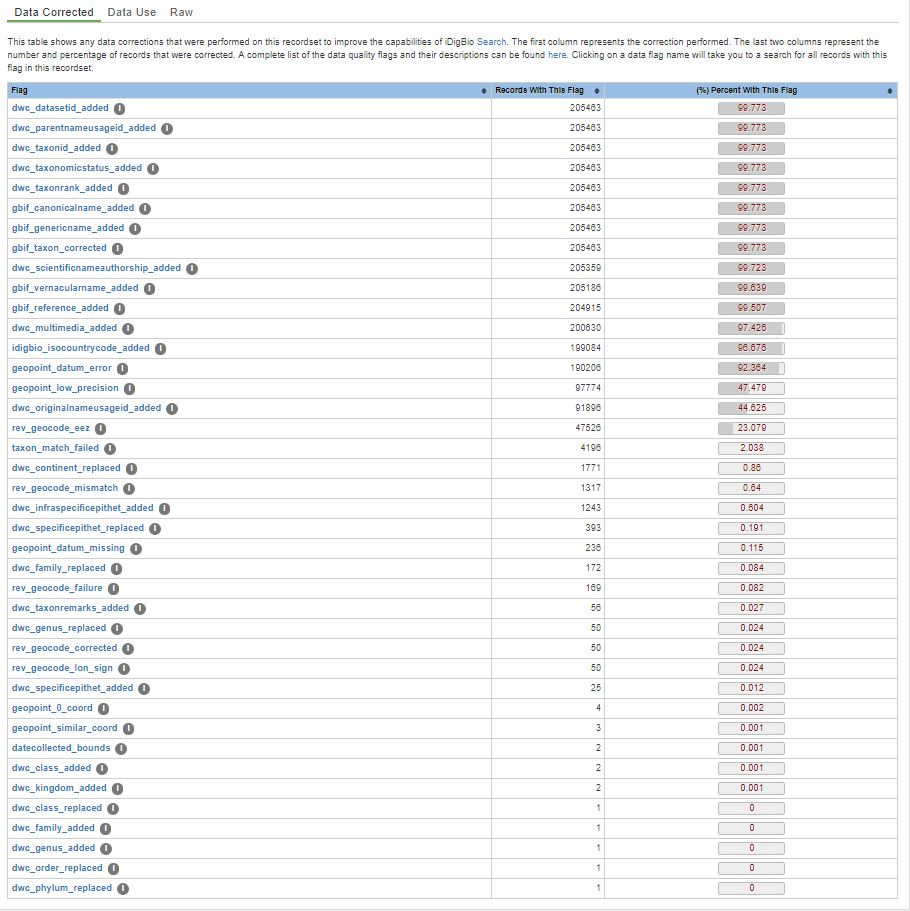 Data Corrected Data Use Raw
This table shows any data corrections that were performed on this recordset to improve the capabilities of iDigBio Search. The first column represents the correction performed. The last two columns represent the
number and percentage of records that were corrected. A complete list of the data quality flags and their descriptions can be found here. Clicking on a data flag name will take you to a search for all records with this
flag in this recordset.
Flag Records With This Flag (%) Percent With This Flag
dwc_datasetid_added 205463 99.773
dwc_parentnameusageid_added 205463 99.773
dwc_taxonid_added 205463 99.773
dwc_taxonomicstatus_added 205463 99.773
dwc_taxonrank_added 205463 99.773
gbif_canonicalname_added 205463 99.773
gbif_genericname_added 205463 99.773
gbif_taxon_corrected 205463 99.773
dwc_scientificnameauthorship_added 205359 99.723
gbif_vernacularname_added 205186 99.639
gbif_reference_added 204915 99.507
dwc_multimedia_added 200630 97.426
idigbio_isocountrycode_added 199084 96.676
geopoint_datum_error 190206 92.364
geopoint_low_precision 97774 47.479
dwc_originalnameusageid_added 91896 44.625
rev_geocode_eez 47526 23.079
taxon_match_failed 4196 2.038
dwc_continent_replaced 1771 0.86
rev_geocode_mismatch 1317 0.64
dwc_infraspecificepithet_added 1243 0.604
dwc_specificepithet_replaced 393 0.191
geopoint_datum_missing 236 0.115
dwc_family_replaced 172 0.084
rev_geocode_failure 169 0.082
dwc_taxonremarks_added 56 0.027
dwc_genus_replaced 50 0.024
rev_geocode_corrected 50 0.024
rev_geocode_lon_sign 50 0.024
dwc_specificepithet_added 25 0.012
geopoint_0_coord 4 0.002
geopoint_similar_coord 3 0.001
datecollected_bounds 2 0.001
dwc_class_added 2 0.001
dwc_kingdom_added 2 0.001
dwc_class_replaced 1 0
dwc_family_added 1 0
dwc_genus_added 1 0
dwc_order_replaced 1 0
dwc_phylum_replaced 1 0